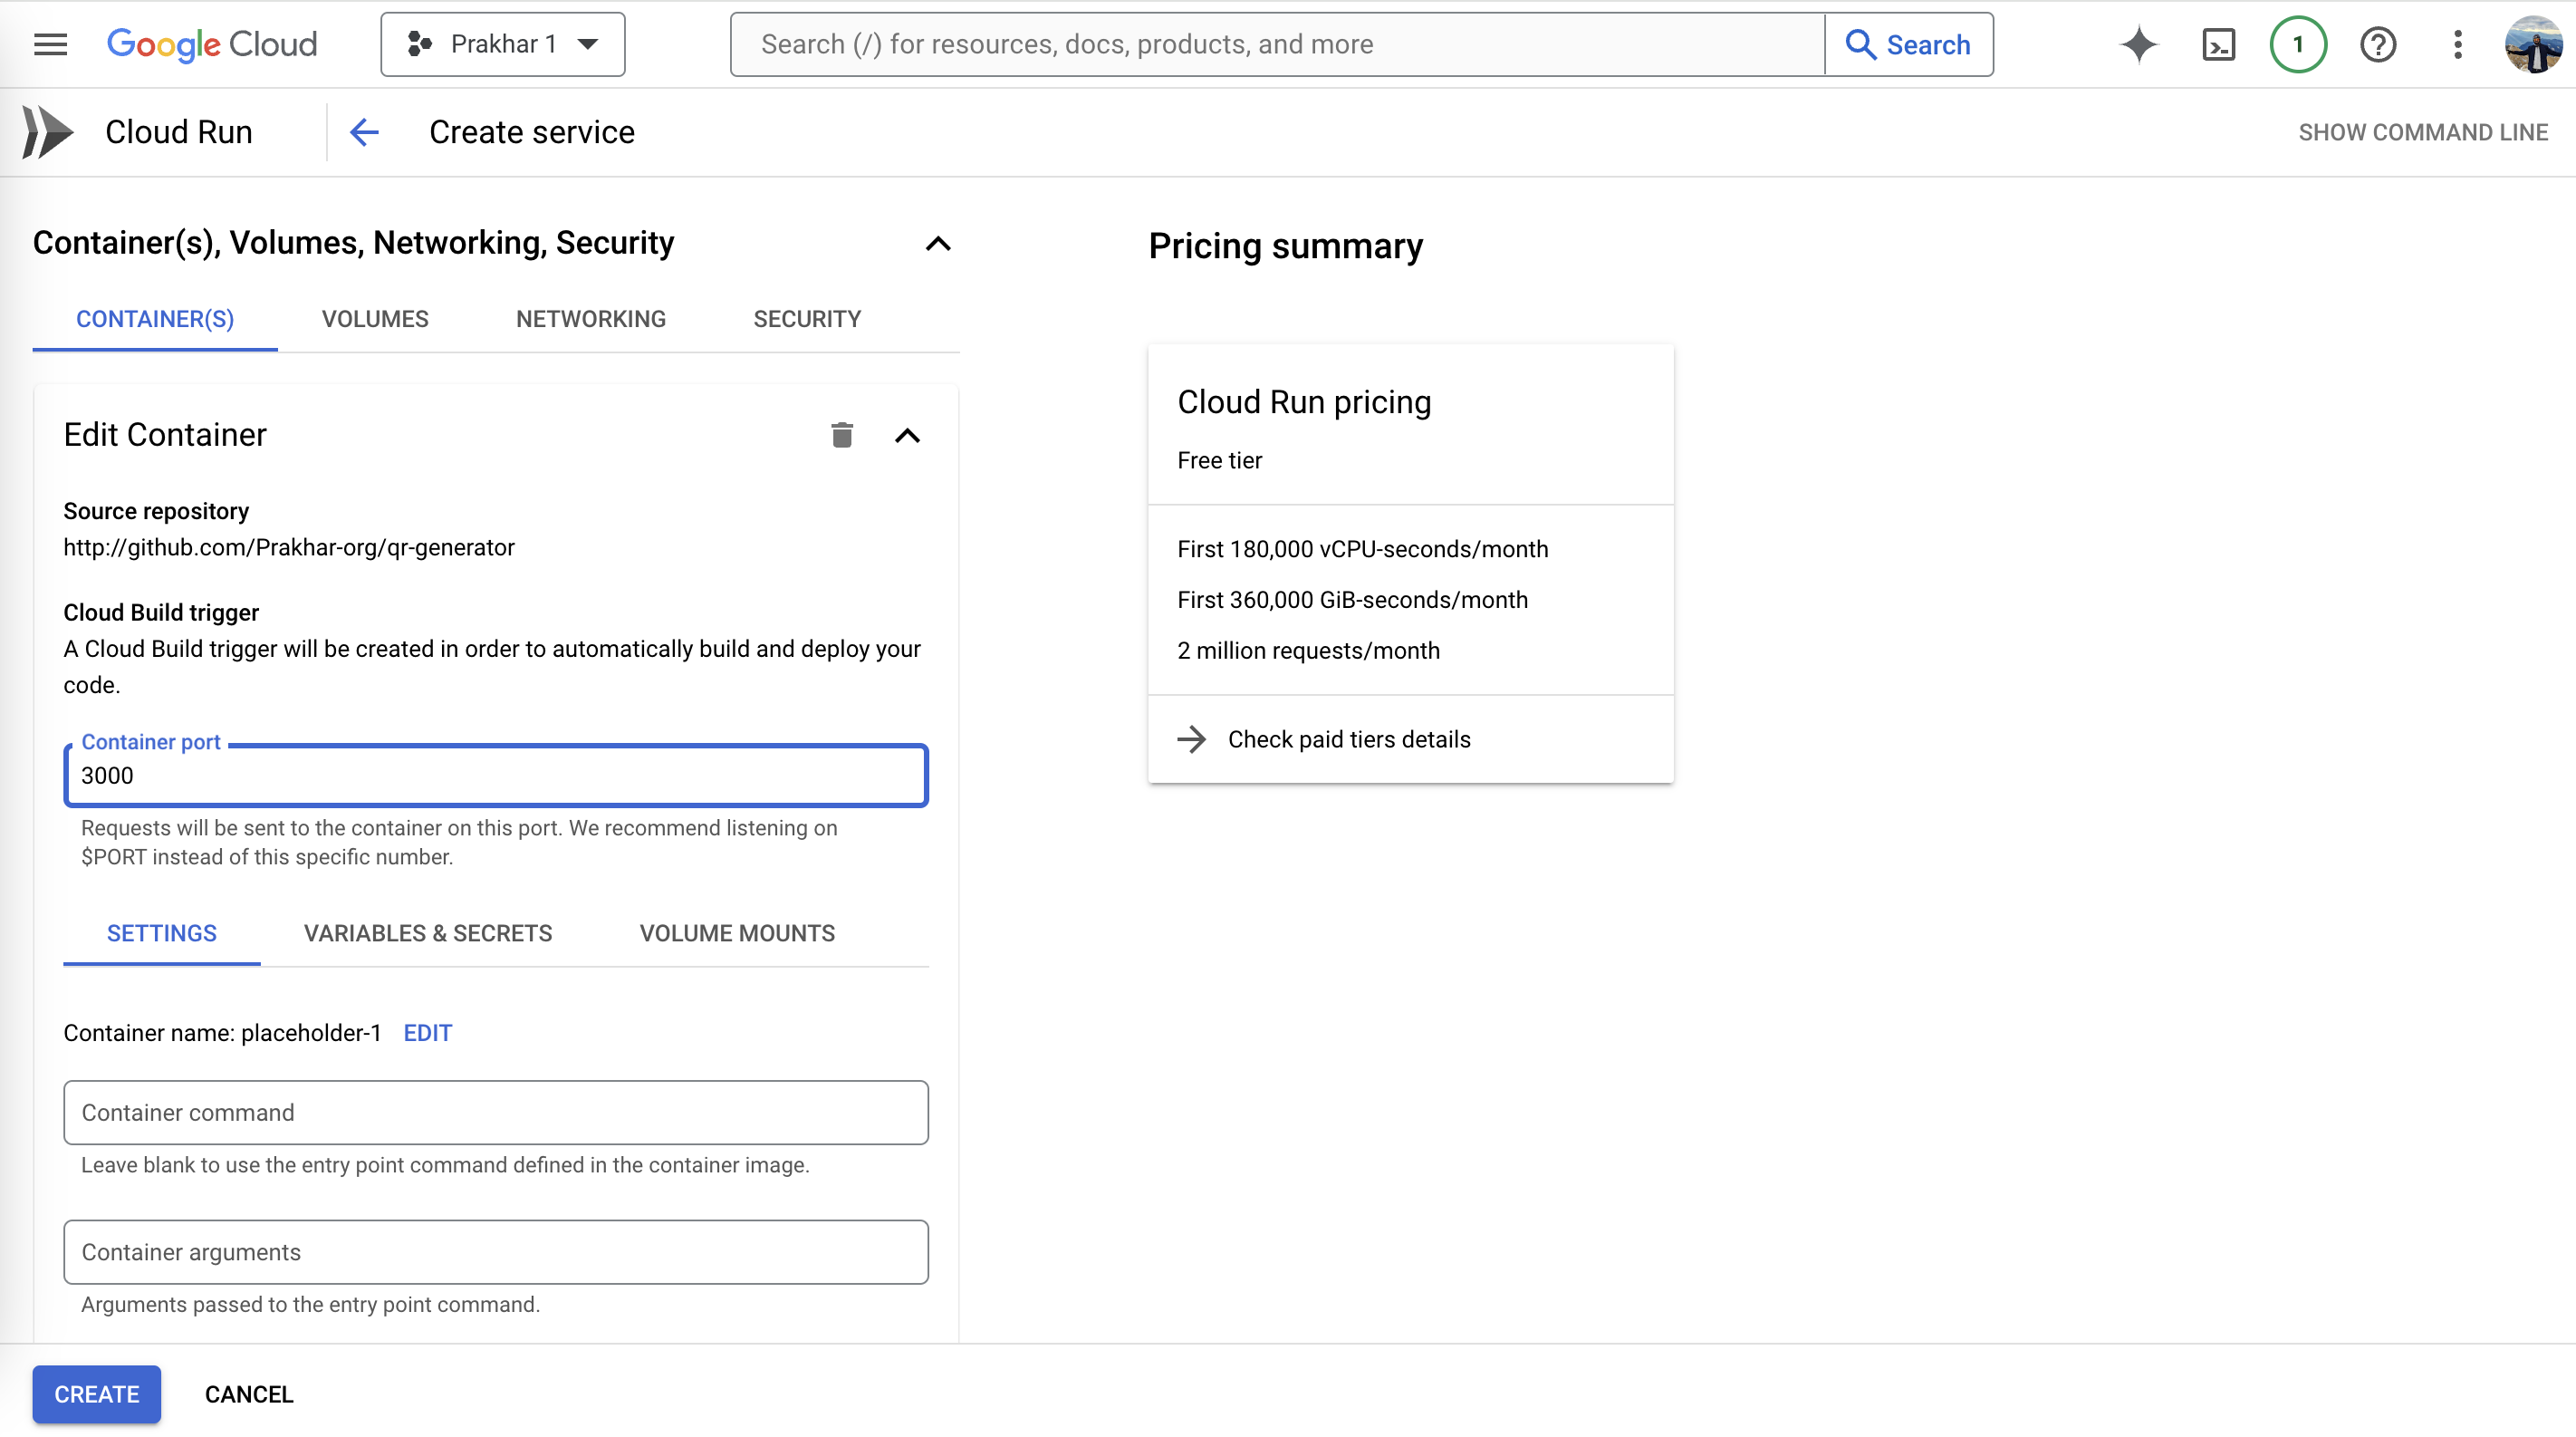 Google Cloud
Prakhar 1
Search (/) for resources, docs, products, and more
Search
1
Cloud Run
Create service
SHOW COMMAND LINE
Container(s), Volumes, Networking, Security
CONTAINER(S)
VOLUMES
NETWORKING
SECURITY
Edit Container
Source repository
http://github.com/Prakhar-org/qr-generator
Cloud Build trigger
A Cloud Build trigger will be created in order to automatically build and deploy your
code.
Container port
3000
Requests will be sent to the container on this port. We recommend listening on
$PORT instead of this specific number.
SETTINGS
VARIABLES & SECRETS
VOLUME MOUNTS
Container name: placeholder-1 EDIT
Container command
Leave blank to use the entry point command defined in the container image.
Container arguments
Arguments passed to the entry point command.
CREATE
CANCEL
Pricing summary
Cloud Run pricing
Free tier
First 180,000 vCPU-seconds/month
First 360,000 GiB-seconds/month
2 million requests/month
Check paid tiers details